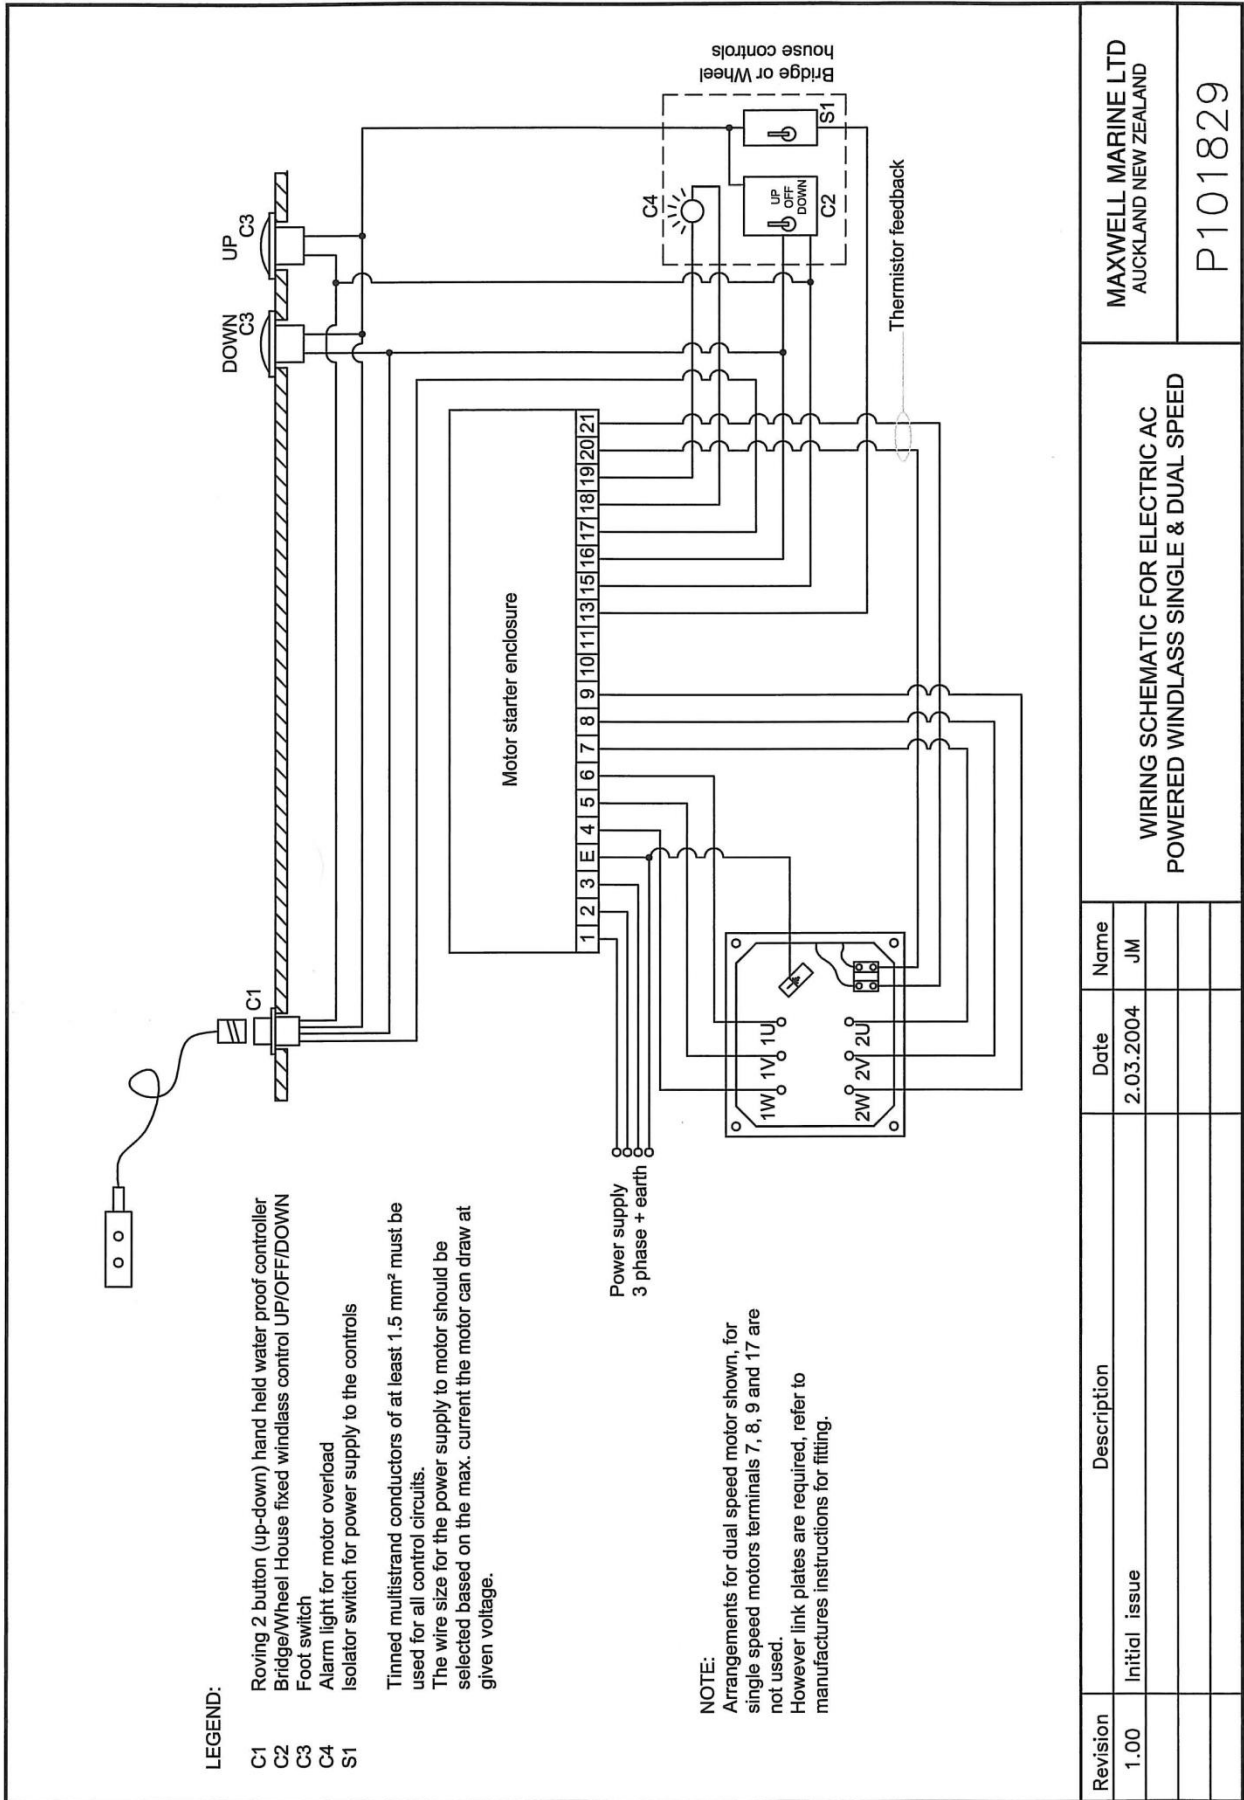 LEGEND:
C1 Roving 2 button (up-down) hand held water proof controller
C2 Bridge/Wheel House fixed windlass control UP/OFF/DOWN
C3 Foot switch
C4 Alarm light for motor overload
S1 Isolator switch for power supply to the controls
Tinned multistrand conductors of at least 1.5 mm² must be
used for all control circuits.
The wire size for the power supply to motor should be
selected based on the max. current the motor can draw at
given voltage.
NOTE:
Arrangements for dual speed motor shown, for
single speed motors terminals 7, 8, 9 and 17 are
not used.
However link plates are required, refer to
manufactures instructions for fitting.
C1
DOWN
C3
UP
C3
Motor starter enclosure
1 2 3 E 4 5 6 7 8 9 10 11 13 15 16 17 18 19 20 21
Power supply
3 phase + earth
1W 1V 1U
2W 2V 2U
C4
UP
OFF
DOWN
C2
S1
Bridge or Wheel
house controls
Thermistor feedback
Revision Description Date Name
1.00 Initial issue 2.03.2004 JM
WIRING SCHEMATIC FOR ELECTRIC AC
POWERED WINDLASS SINGLE & DUAL SPEED
MAXWELL MARINE LTD
AUCKLAND NEW ZEALAND
P101829